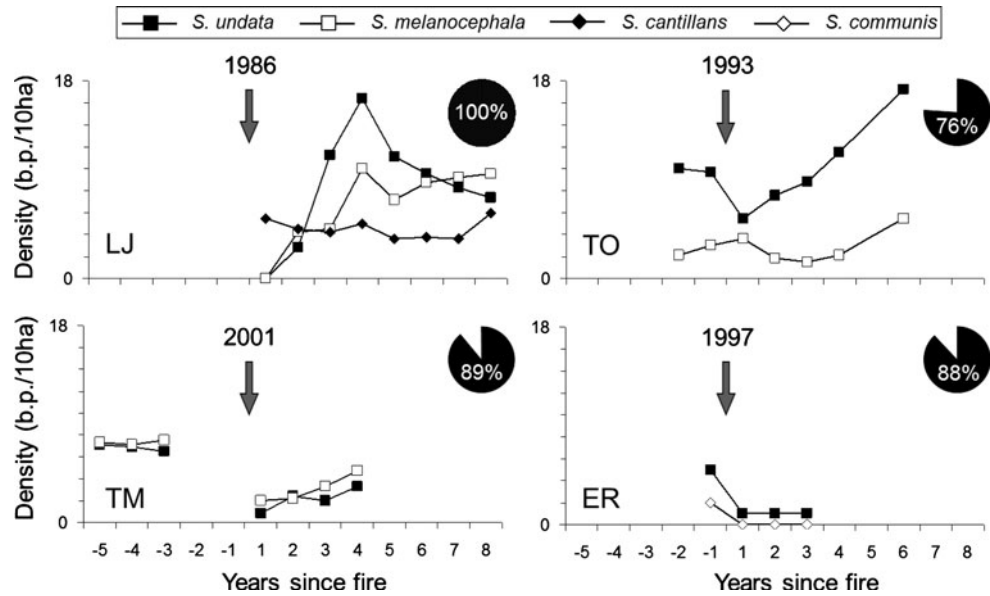 S. undata S. melanocephala S. cantillans S. communis
Density (b.p./10ha)
18
0
1986
100%
LJ
18
0
1993
76%
TO
Density (b.p./10ha)
18
0
2001
89%
TM
-5 -4 -3 -2 -1 1 2 3 4 5 6 7 8
Years since fire
18
0
1997
88%
ER
-5 -4 -3 -2 -1 1 2 3 4 5 6 7 8
Years since fire